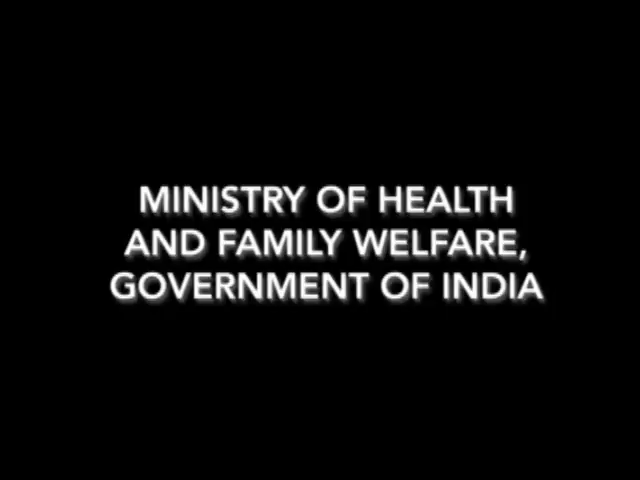 MINISTRY OF HEALTH
AND FAMILY WELFARE,
GOVERNMENT OF INDIA